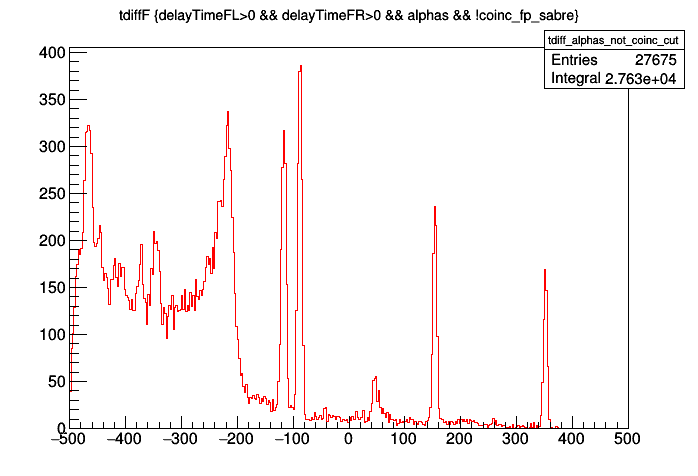 tdiffF {delayTimeFL>0 && delayTimeFR>0 && alphas && !coinc_fp_sabre}
tdiff_alphas_not_coinc_cut
Entries 27675
Integral 2.763e+04
400
350
300
250
200
150
100
50
0
−500 −400 −300 −200 −100 0 100 200 300 400 500